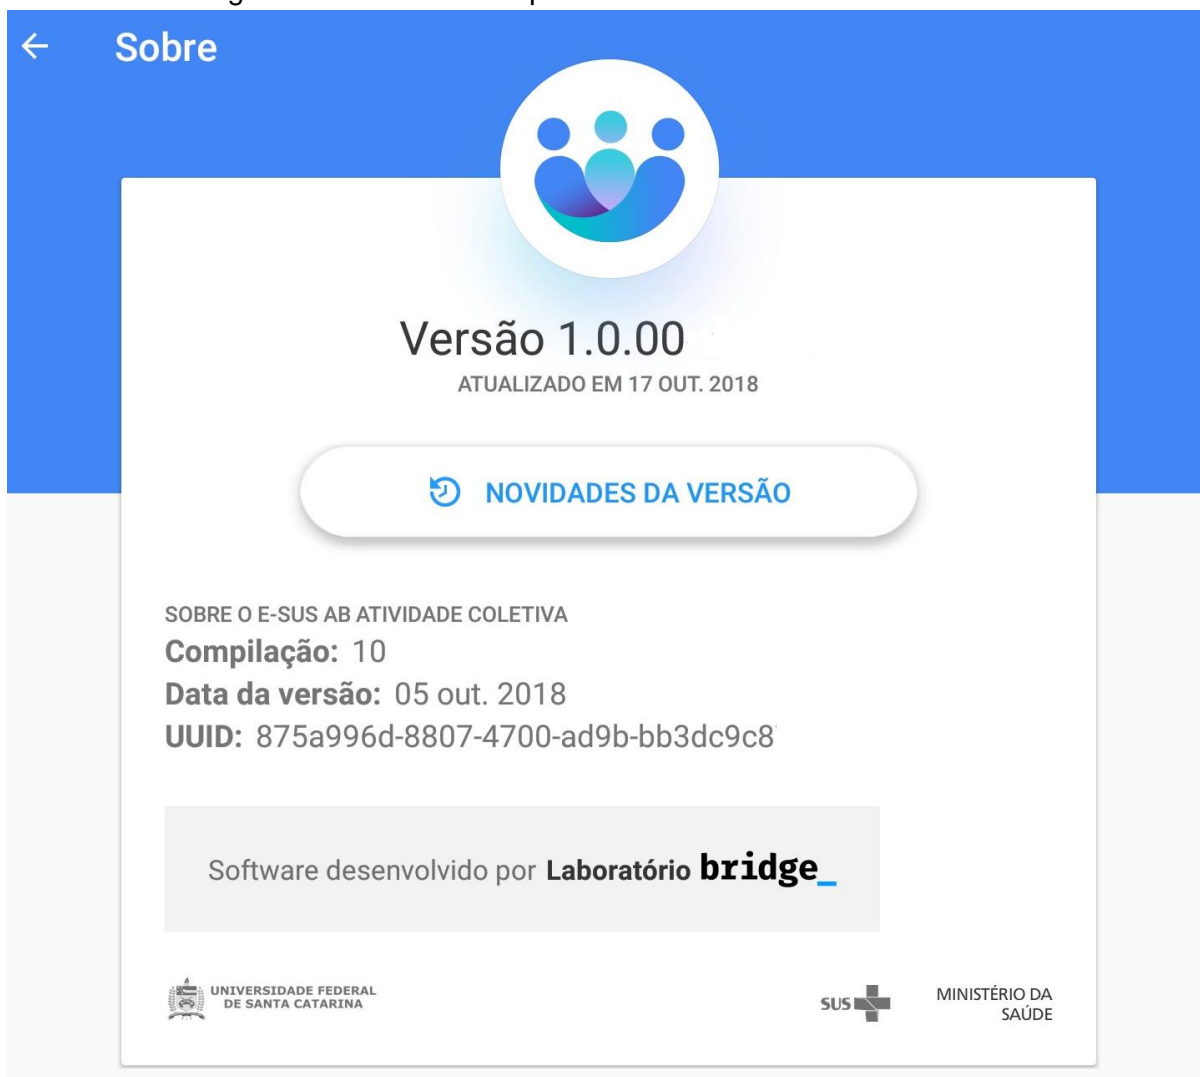 Sobre
Versão 1.0.00
ATUALIZADO EM 17 OUT. 2018
NOVIDADES DA VERSÃO
SOBRE O E-SUS AB ATIVIDADE COLETIVA
Compilação: 10
Data da versão: 05 out. 2018
UUID: 875a996d-8807-4700-ad9b-bb3dc9c8
Software desenvolvido por Laboratório bridge_
UNIVERSIDADE FEDERAL
DE SANTA CATARINA
SUS
MINISTÉRIO DA
SAÚDE